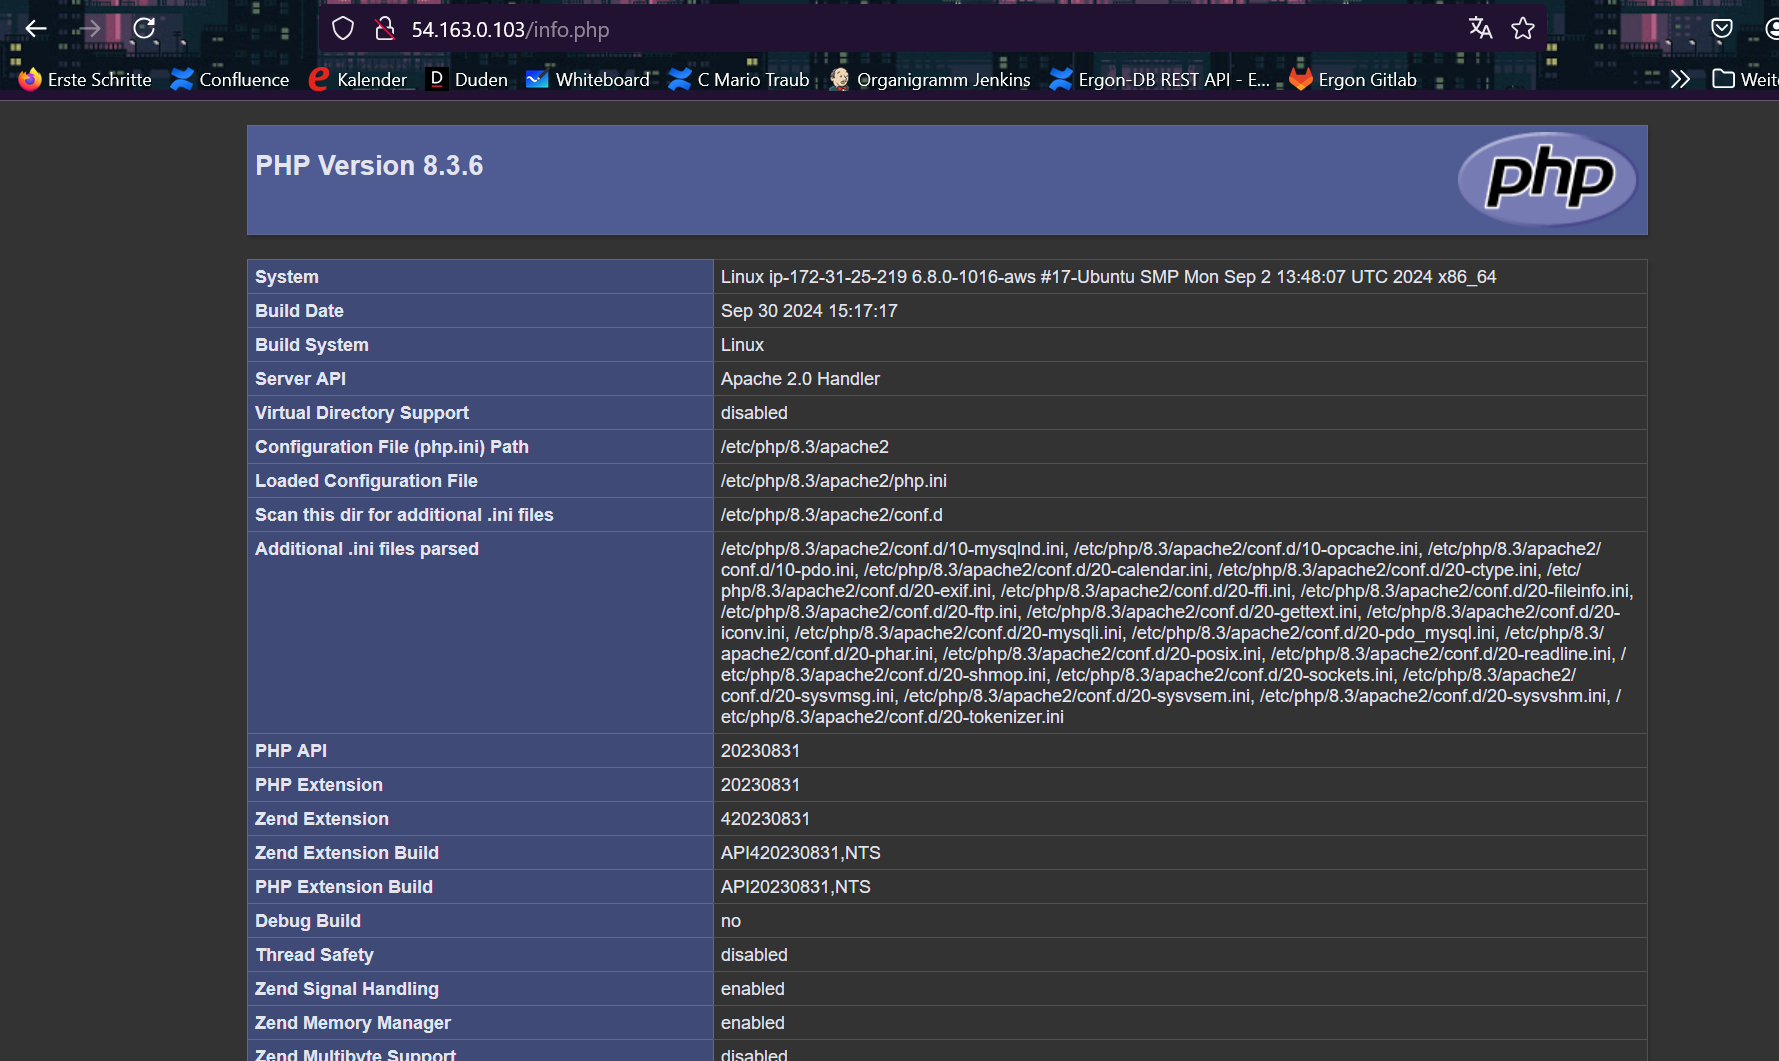 54.163.0.103/info.php
Erste Schritte Confluence Kalender Duden Whiteboard C Mario Traub Organigramm Jenkins Ergon-DB REST API - E... Ergon Gitlab
PHP Version 8.3.6
php
System Linux ip-172-31-25-219 6.8.0-1016-aws #17-Ubuntu SMP Mon Sep 2 13:48:07 UTC 2024 x86_64
Build Date Sep 30 2024 15:17:17
Build System Linux
Server API Apache 2.0 Handler
Virtual Directory Support disabled
Configuration File (php.ini) Path /etc/php/8.3/apache2
Loaded Configuration File /etc/php/8.3/apache2/php.ini
Scan this dir for additional .ini files /etc/php/8.3/apache2/conf.d
Additional .ini files parsed /etc/php/8.3/apache2/conf.d/10-mysqlnd.ini, /etc/php/8.3/apache2/conf.d/10-opcache.ini, /etc/php/8.3/apache2/
conf.d/10-pdo.ini, /etc/php/8.3/apache2/conf.d/20-calendar.ini, /etc/php/8.3/apache2/conf.d/20-ctype.ini, /etc/
php/8.3/apache2/conf.d/20-exif.ini, /etc/php/8.3/apache2/conf.d/20-ffi.ini, /etc/php/8.3/apache2/conf.d/20-fileinfo.ini,
/etc/php/8.3/apache2/conf.d/20-ftp.ini, /etc/php/8.3/apache2/conf.d/20-gettext.ini, /etc/php/8.3/apache2/conf.d/20-
iconv.ini, /etc/php/8.3/apache2/conf.d/20-mysqli.ini, /etc/php/8.3/apache2/conf.d/20-pdo_mysql.ini, /etc/php/8.3/
apache2/conf.d/20-phar.ini, /etc/php/8.3/apache2/conf.d/20-posix.ini, /etc/php/8.3/apache2/conf.d/20-readline.ini, /
etc/php/8.3/apache2/conf.d/20-shmop.ini, /etc/php/8.3/apache2/conf.d/20-sockets.ini, /etc/php/8.3/apache2/
conf.d/20-sysvmsg.ini, /etc/php/8.3/apache2/conf.d/20-sysvsem.ini, /etc/php/8.3/apache2/conf.d/20-sysvshm.ini, /
etc/php/8.3/apache2/conf.d/20-tokenizer.ini
PHP API 20230831
PHP Extension 20230831
Zend Extension 420230831
Zend Extension Build API420230831,NTS
PHP Extension Build API20230831,NTS
Debug Build no
Thread Safety disabled
Zend Signal Handling enabled
Zend Memory Manager enabled
Zend Multibyte Support disabled